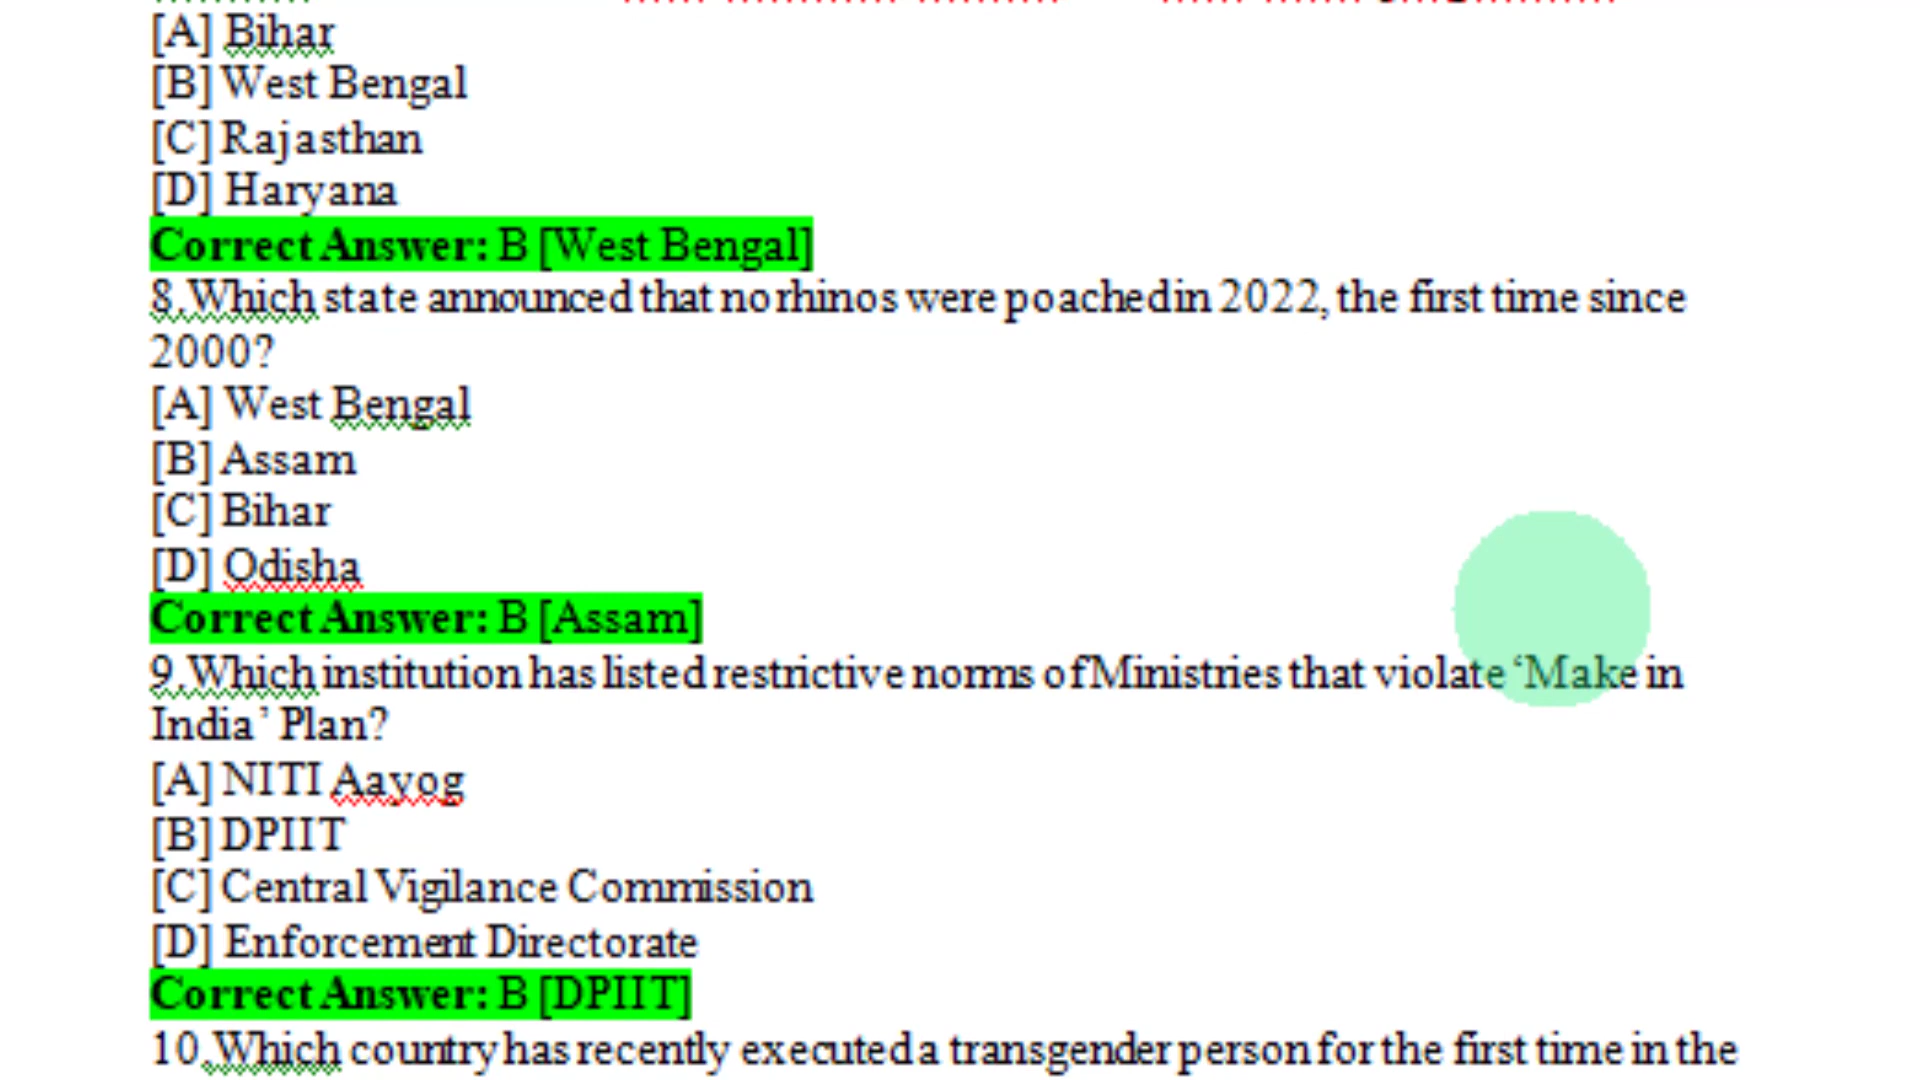 [A] Bihar
[B] West Bengal
[C] Rajasthan
[D] Haryana
Correct Answer: B [West Bengal]
8.Which state announced that no rhinos were poached in 2022, the first time since
2000?
[A] West Bengal
[B] Assam
[C] Bihar
[D] Odisha
Correct Answer: B [Assam]
9.Which institution has listed restrictive norms of Ministries that violate ‘Make in
India’ Plan?
[A] NITI Aayog
[B] DPIIT
[C] Central Vigilance Commission
[D] Enforcement Directorate
Correct Answer: B [DPIIT]
10.Which country has recently executed a transgender person for the first time in the